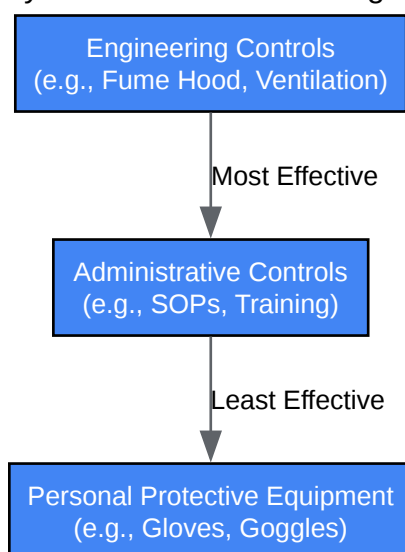 Engineering Controls
(e.g., Fume Hood, Ventilation)
Most Effective
Administrative Controls
(e.g., SOPs, Training)
Least Effective
Personal Protective Equipment
(e.g., Gloves, Goggles)